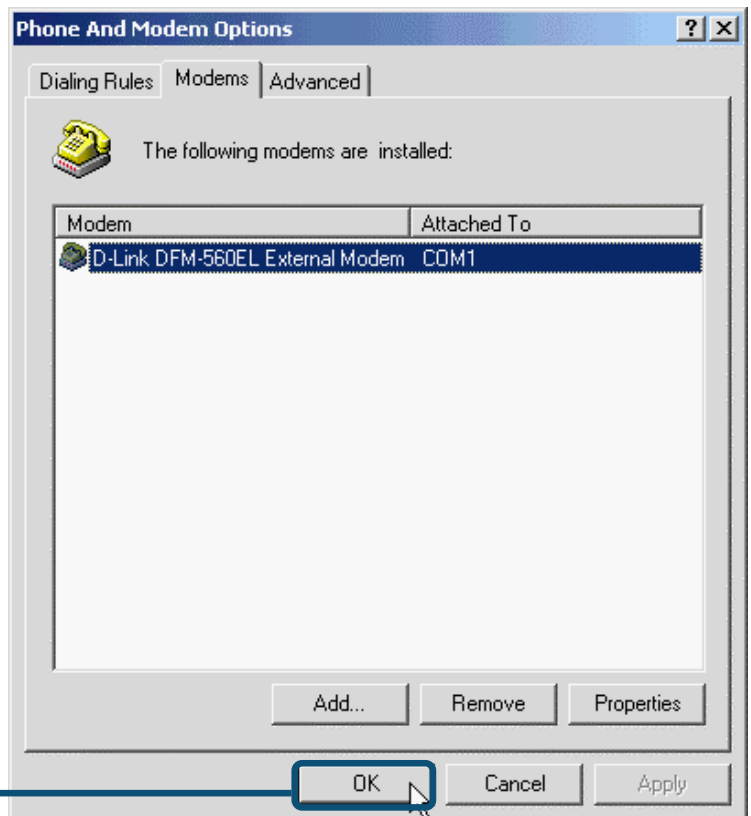 Phone And Modem Options
Dialing Rules Modems Advanced
The following modems are installed:
Modem Attached To
D-Link DFM-560EL External Modem COM1
Add... Remove Properties
OK Cancel Apply